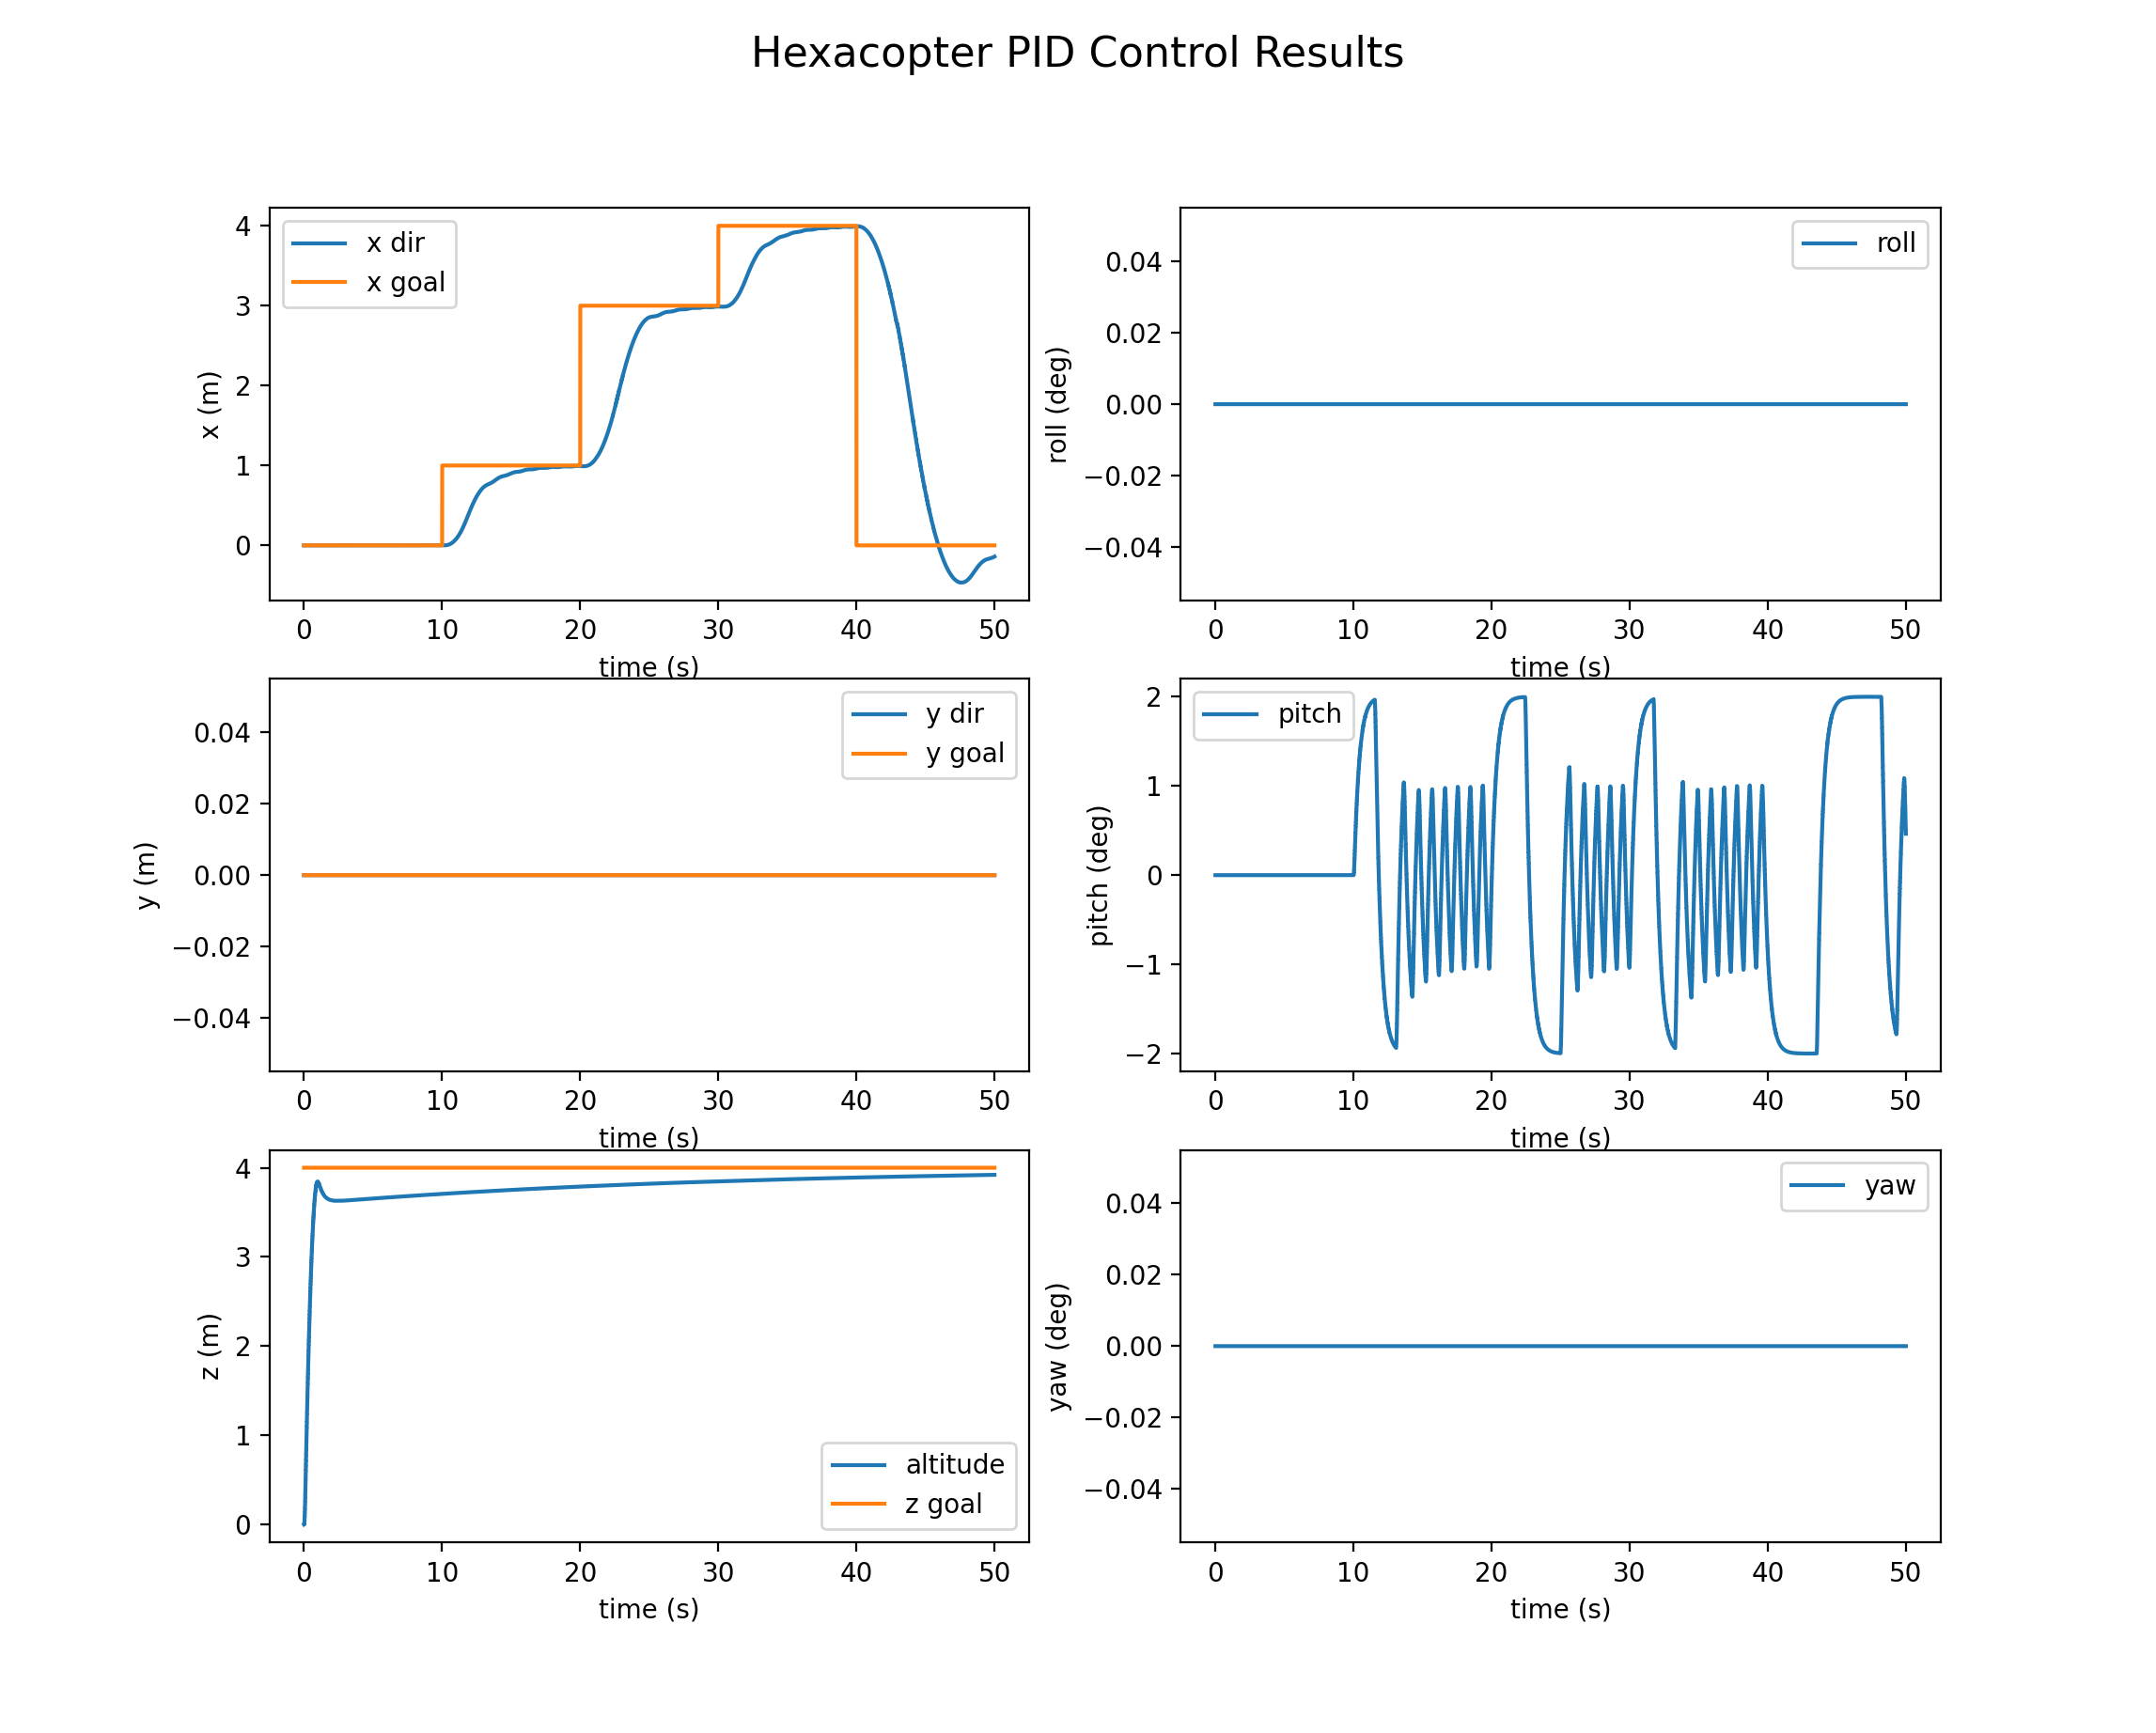 Hexacopter PID Control Results
x dir
x goal
x (m)
4
3
2
1
0
0 10 20 30 40 50
time (s)
roll
roll (deg)
0.04
0.02
0.00
−0.02
−0.04
0 10 20 30 40 50
time (s)
y dir
y goal
y (m)
0.04
0.02
0.00
−0.02
−0.04
0 10 20 30 40 50
time (s)
pitch
pitch (deg)
2
1
0
−1
−2
0 10 20 30 40 50
time (s)
z (m)
4
3
2
1
0
altitude
z goal
0 10 20 30 40 50
time (s)
yaw
yaw (deg)
0.04
0.02
0.00
−0.02
−0.04
0 10 20 30 40 50
time (s)